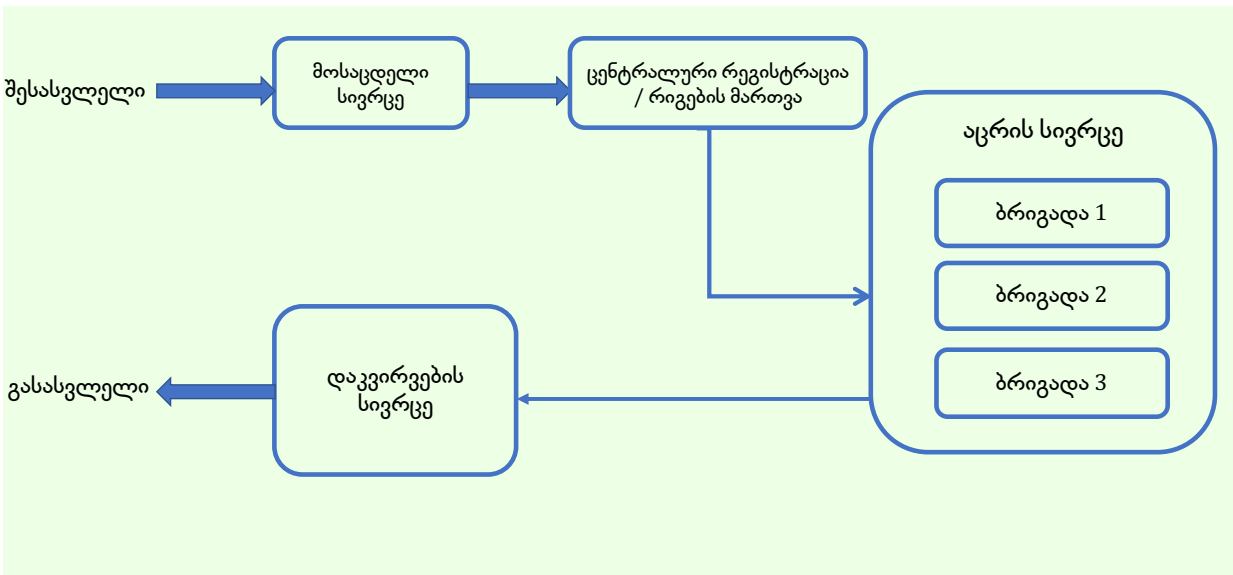 შესასვლელი
მოსაცდელი
სივრცე
ცენტრალური რეგისტრაცია
/ რიგების მართვა
აცრის სივრცე
ბრიგადა 1
ბრიგადა 2
ბრიგადა 3
დაკვირვების
სივრცე
გასასვლელი